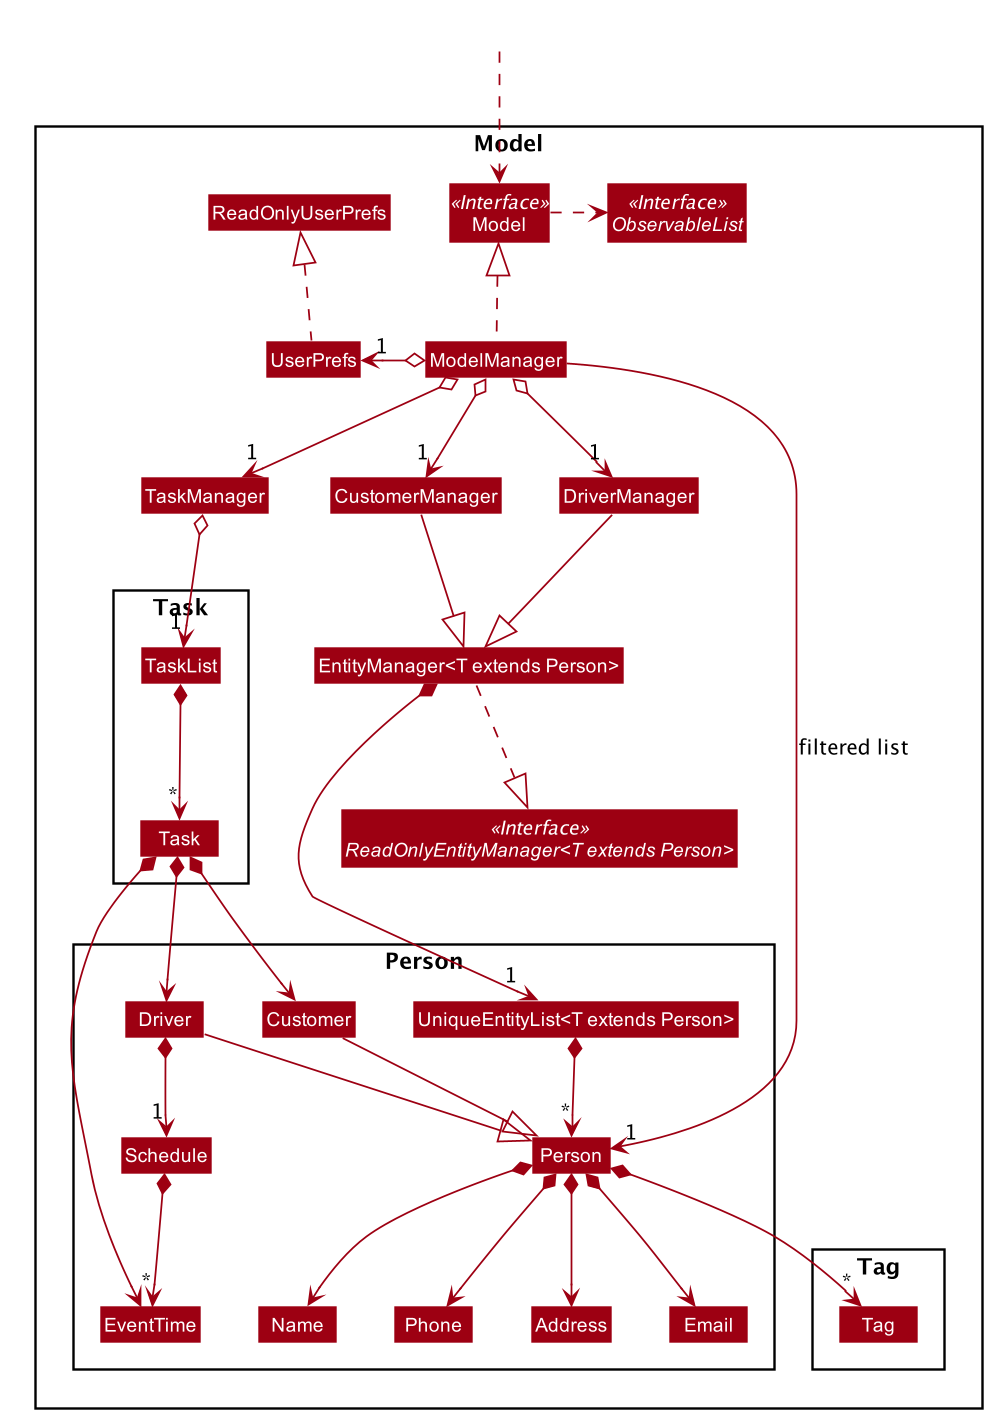 Model
ReadOnlyUserPrefs
«Interface»
Model
«Interface»
ObservableList
UserPrefs
1
ModelManager
1
1
1
TaskManager
CustomerManager
DriverManager
Task
1
TaskList
EntityManager<T extends Person>
filtered list
*
Task
«Interface»
ReadOnlyEntityManager<T extends Person>
Person
1
Driver
Customer
UniqueEntityList<T extends Person>
1
*
1
Schedule
Person
Tag
*
*
EventTime
Name
Phone
Address
Email
Tag